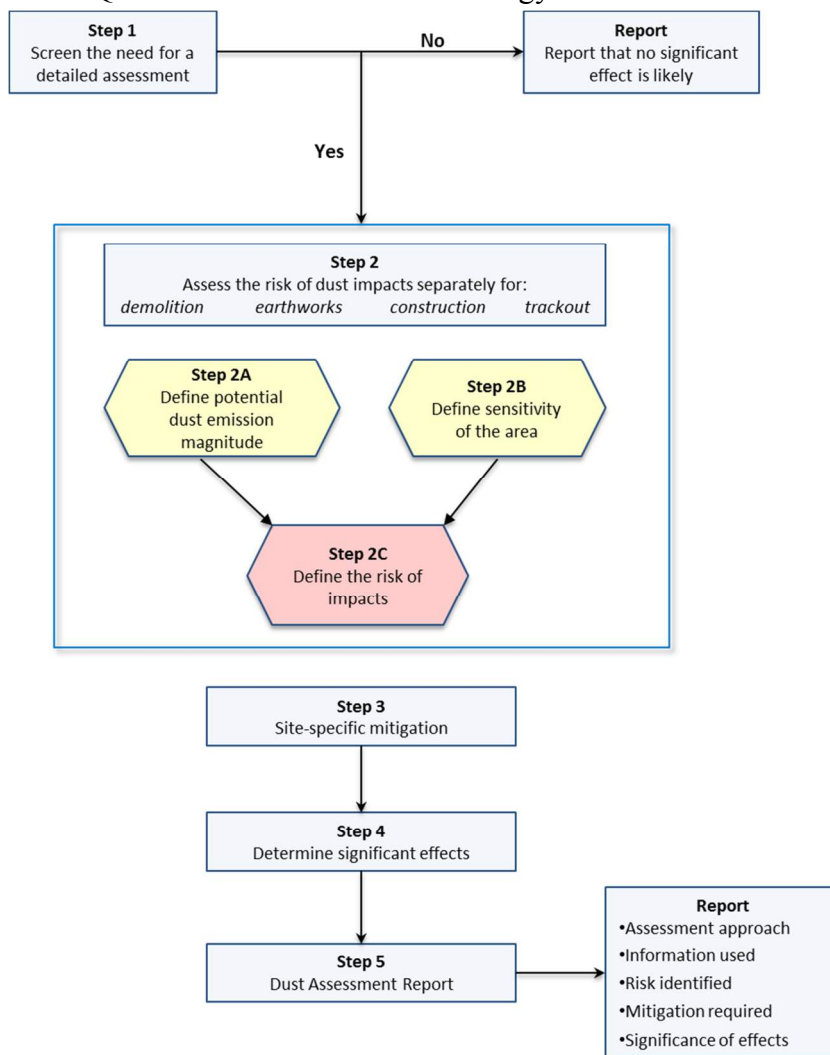 Step 1
Screen the need for a
detailed assessment
No
Report
Report that no significant
effect is likely
Yes
Step 2
Assess the risk of dust impacts separately for:
demolition earthworks construction trackout
Step 2A
Define potential
dust emission
magnitude
Step 2B
Define sensitivity
of the area
Step 2C
Define the risk of
impacts
Step 3
Site-specific mitigation
Step 4
Determine significant effects
Step 5
Dust Assessment Report
Report
•Assessment approach
•Information used
•Risk identified
•Mitigation required
•Significance of effects